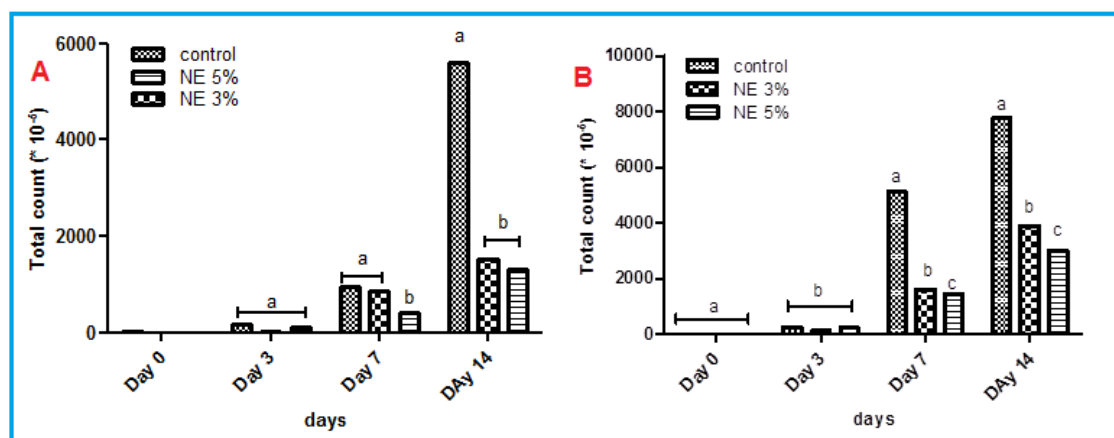 A
control
NE 5%
NE 3%
Total count (* 10⁻⁶)
6000
4000
2000
0
a
a
b
a
b
Day 0
Day 3
Day 7
DAy 14
days
B
control
NE 3%
NE 5%
Total count (* 10⁻⁶)
10000
8000
6000
4000
2000
0
a
b
a
b
c
a
b
c
Day 0
Day 3
Day 7
DAy 14
days